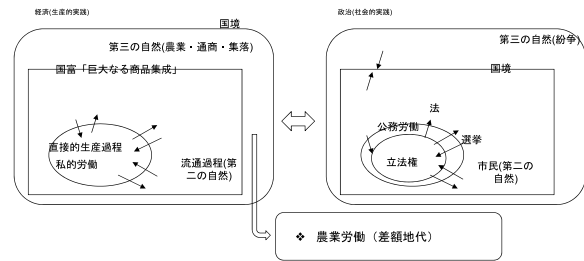 経済(生産的実践)
国境
第三の自然(農業・通商・集落)
国富「巨大なる商品集成」
直接的生産過程
私的労働
流通過程(第
二の自然)
政治(社会的実践)
第三の自然(紛争)
国境
法
公務労働
選挙
立法権
市民(第二の
自然)
❖ 農業労働（差額地代）